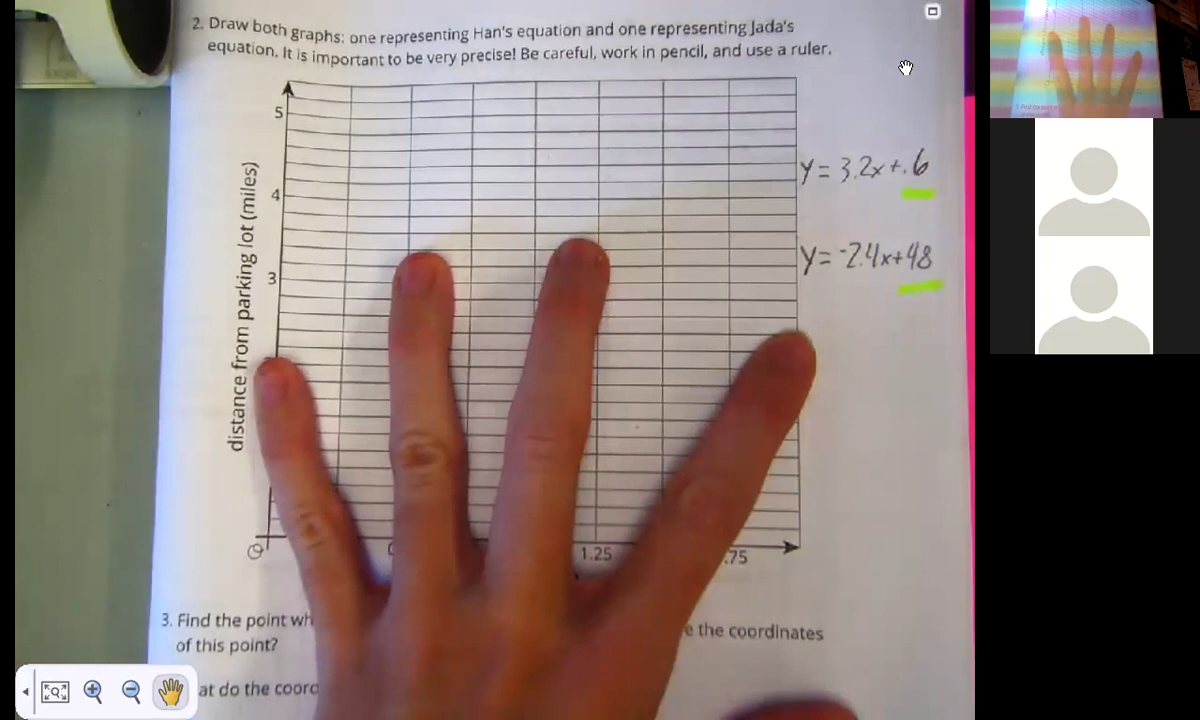 2. Draw both graphs: one representing Han's equation and one representing Jada's
equation. It is important to be very precise! Be careful, work in pencil, and use a ruler.
distance from parking lot (miles)
5
4
3
1.25
.75
y = 3.2x + .6
y = -2.4x + 4.8
3. Find the point wh
e the coordinates
of this point?
at do the coord